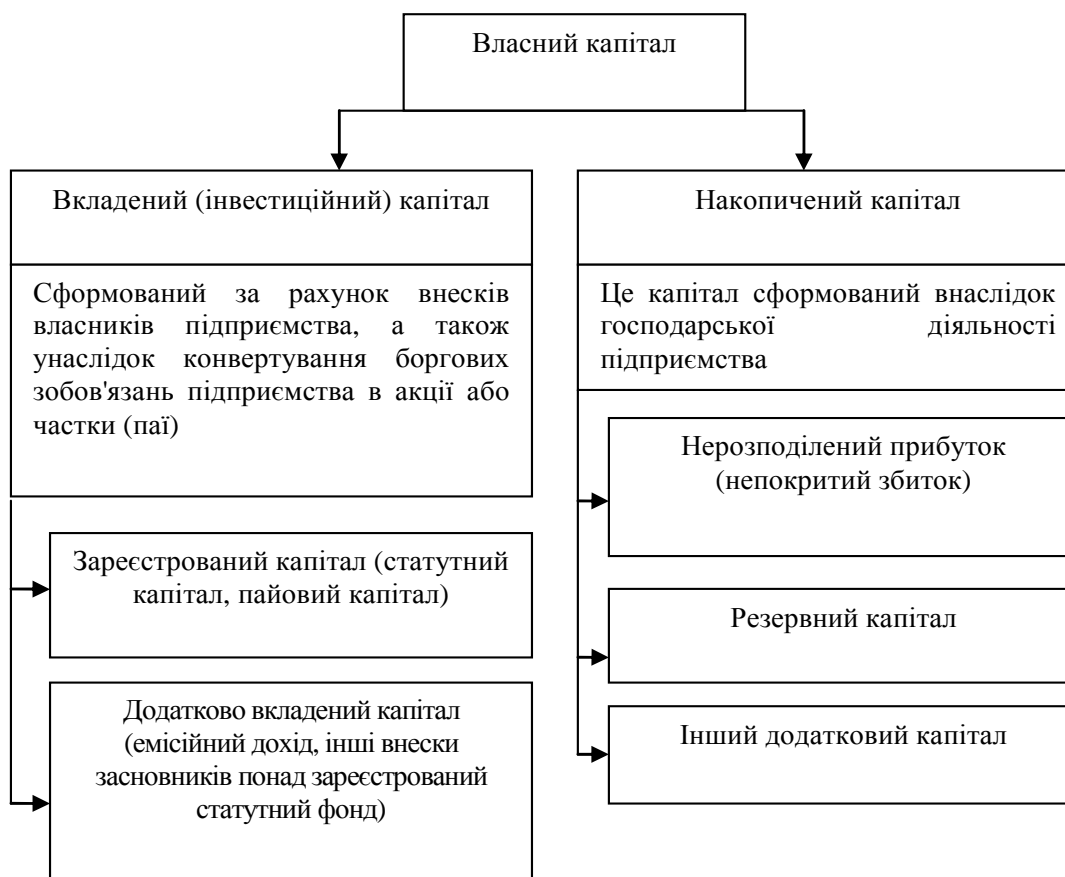 Власний капітал
Вкладений (інвестиційний) капітал
Сформований за рахунок внесків
власників підприємства, а також
унаслідок конвертування боргових
зобов'язань підприємства в акції або
частки (паї)
Зареєстрований капітал (статутний
капітал, пайовий капітал)
Додатково вкладений капітал
(емісійний дохід, інші внески
засновників понад зареєстрований
статутний фонд)
Накопичений капітал
Це капітал сформований внаслідок
господарської діяльності
підприємства
Нерозподілений прибуток
(непокритий збиток)
Резервний капітал
Інший додатковий капітал